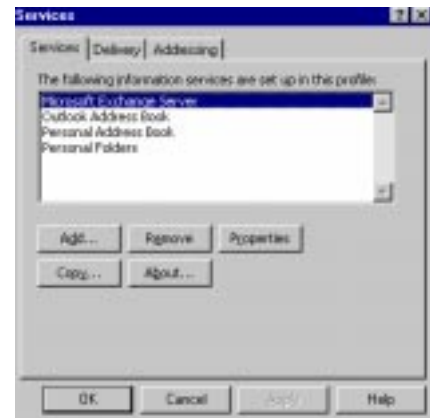 Services
Services Delivery Addressing
The following information services are set up in this profile:
Microsoft Exchange Server
Outlook Address Book
Personal Address Book
Personal Folders
Add... Remove Properties
Copy... About...
OK Cancel Apply Help